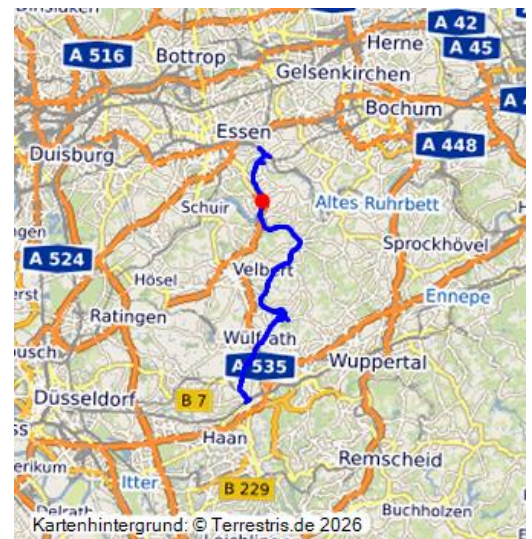 Dinslaken
A 42
Herne
A 45
A 516
Bottrop
Gelsenkirchen
Essen
Bochum
Duisburg
A 448
Schuir
Altes Ruhrbett
Sprockhövel
A 524
Velbert
Hösel
Ennepe
Ratingen
Wülfrath
A 535
Wuppertal
Düsseldorf
B 7
Haan
Remscheid
Itter
B 229
Buchholzen
Kartenhintergrund: © Terrestris.de 2026